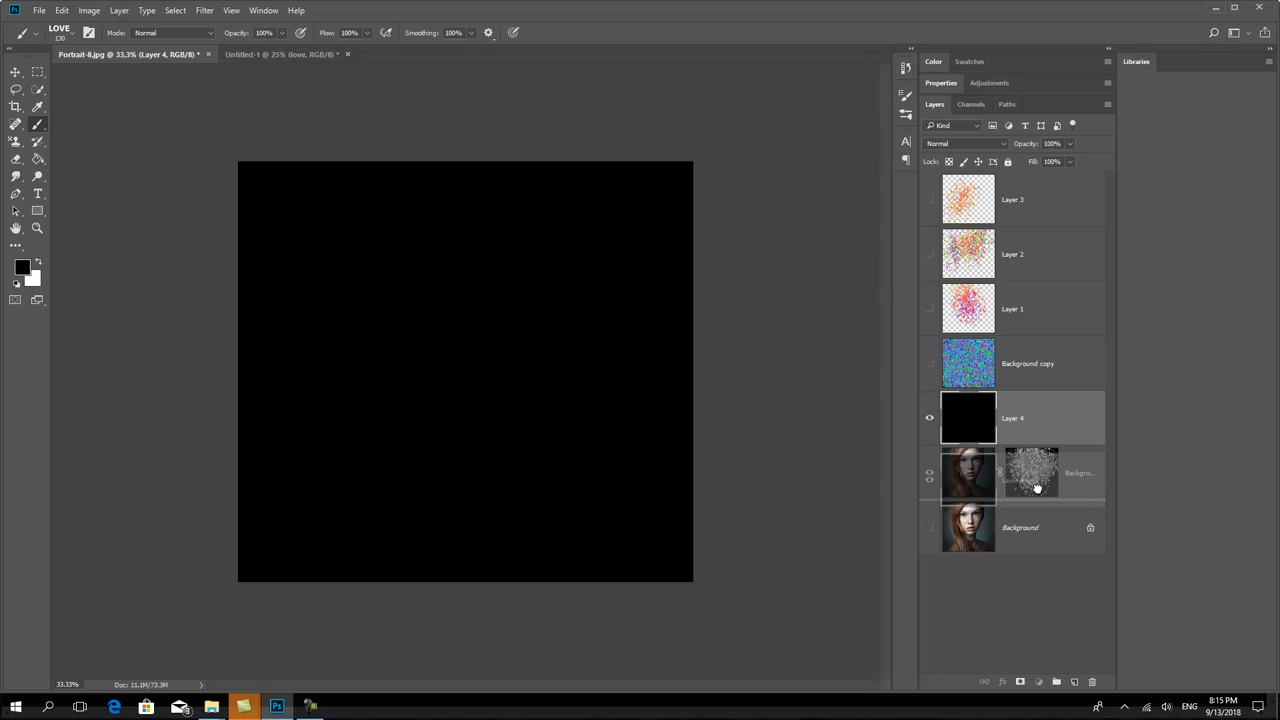 File Edit Image Layer Type Select Filter View Window Help
LOVE
130
Mode: Normal Opacity: 100% Flow: 100% Smoothing: 100%
Portrait-8.jpg @ 33.3% (Layer 4, RGB/8) * × Untitled-1 @ 25% (love, RGB/8) * ×
Color Swatches
Libraries
Properties Adjustments
Layers Channels Paths
Kind
Normal Opacity: 100%
Lock: Fill: 100%
Layer 3
Layer 2
Layer 1
Background copy
Layer 4
Backgro...
Background
33.33% Doc: 11.1M/73.3M
Ps
ENG
8:15 PM
9/13/2018